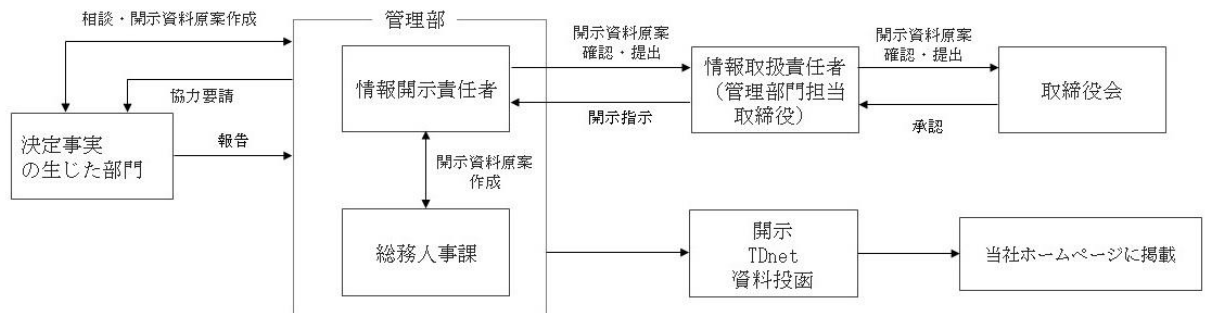 相談・開示資料原案作成
協力要請
決定事実
の生じた部門
報告
管理部
情報開示責任者
開示資料原案
作成
総務人事課
開示資料原案
確認・提出
開示指示
情報取扱責任者
(管理部門担当
取締役)
開示資料原案
確認・提出
承認
取締役会
開示
TDnet
資料投函
当社ホームページに掲載